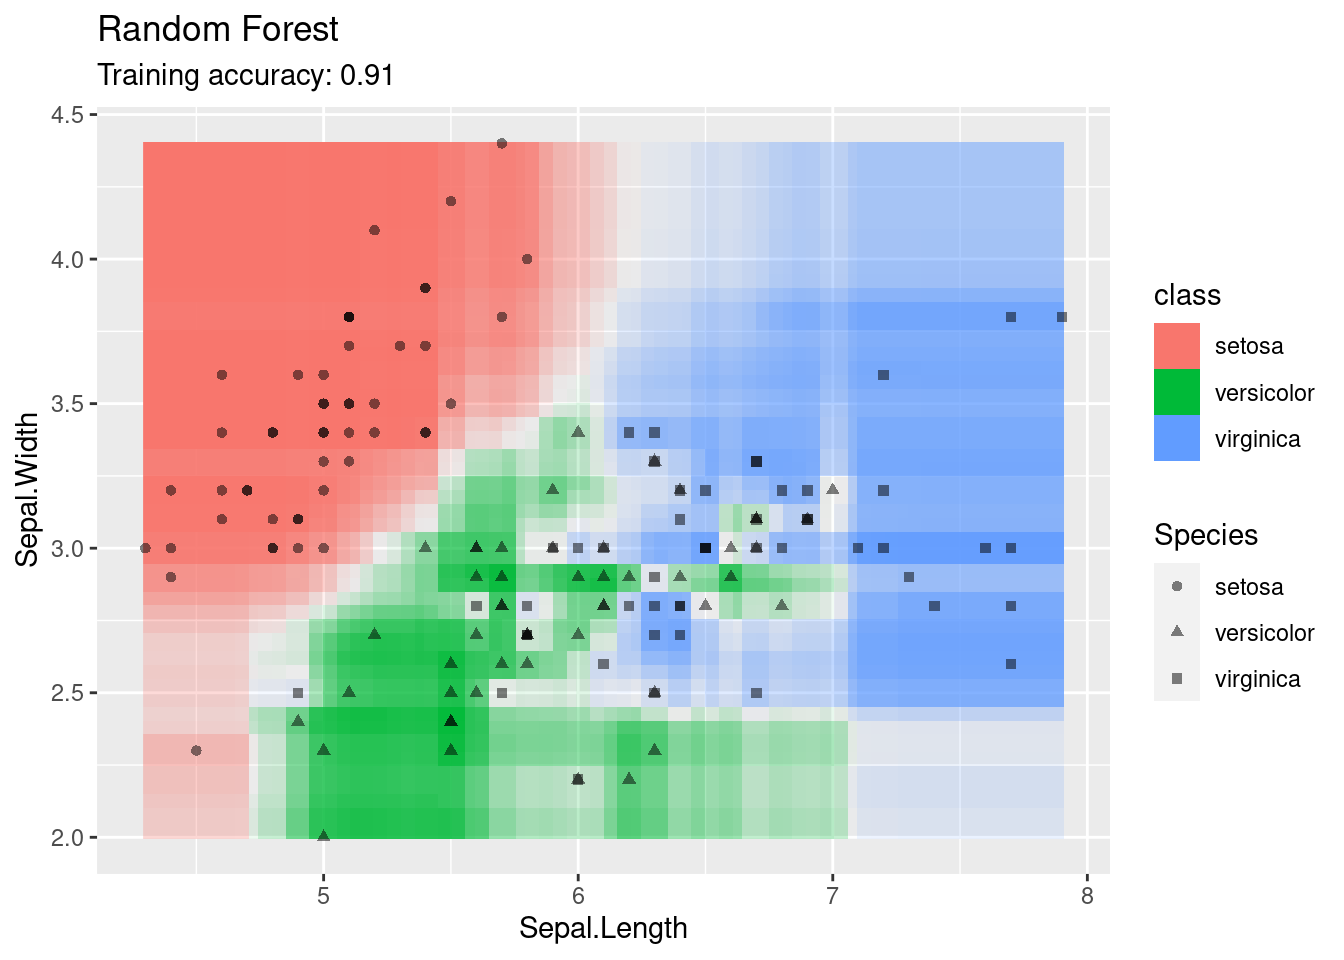 Random Forest
Training accuracy: 0.91
4.5
4.0
3.5
3.0
2.5
2.0
Sepal.Width
5 6 7 8
Sepal.Length
class
setosa
versicolor
virginica
Species
setosa
versicolor
virginica